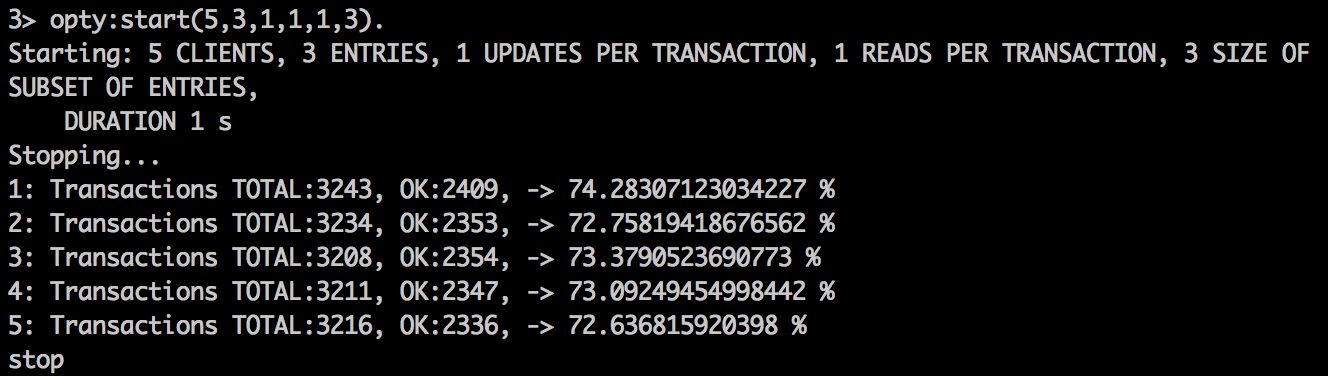 3> opty:start(5,3,1,1,1,3).
Starting: 5 CLIENTS, 3 ENTRIES, 1 UPDATES PER TRANSACTION, 1 READS PER TRANSACTION, 3 SIZE OF
SUBSET OF ENTRIES,
    DURATION 1 s
Stopping...
1: Transactions TOTAL:3243, OK:2409, -> 74.28307123034227 %
2: Transactions TOTAL:3234, OK:2353, -> 72.75819418676562 %
3: Transactions TOTAL:3208, OK:2354, -> 73.3790523690773 %
4: Transactions TOTAL:3211, OK:2347, -> 73.09249454998442 %
5: Transactions TOTAL:3216, OK:2336, -> 72.636815920398 %
stop